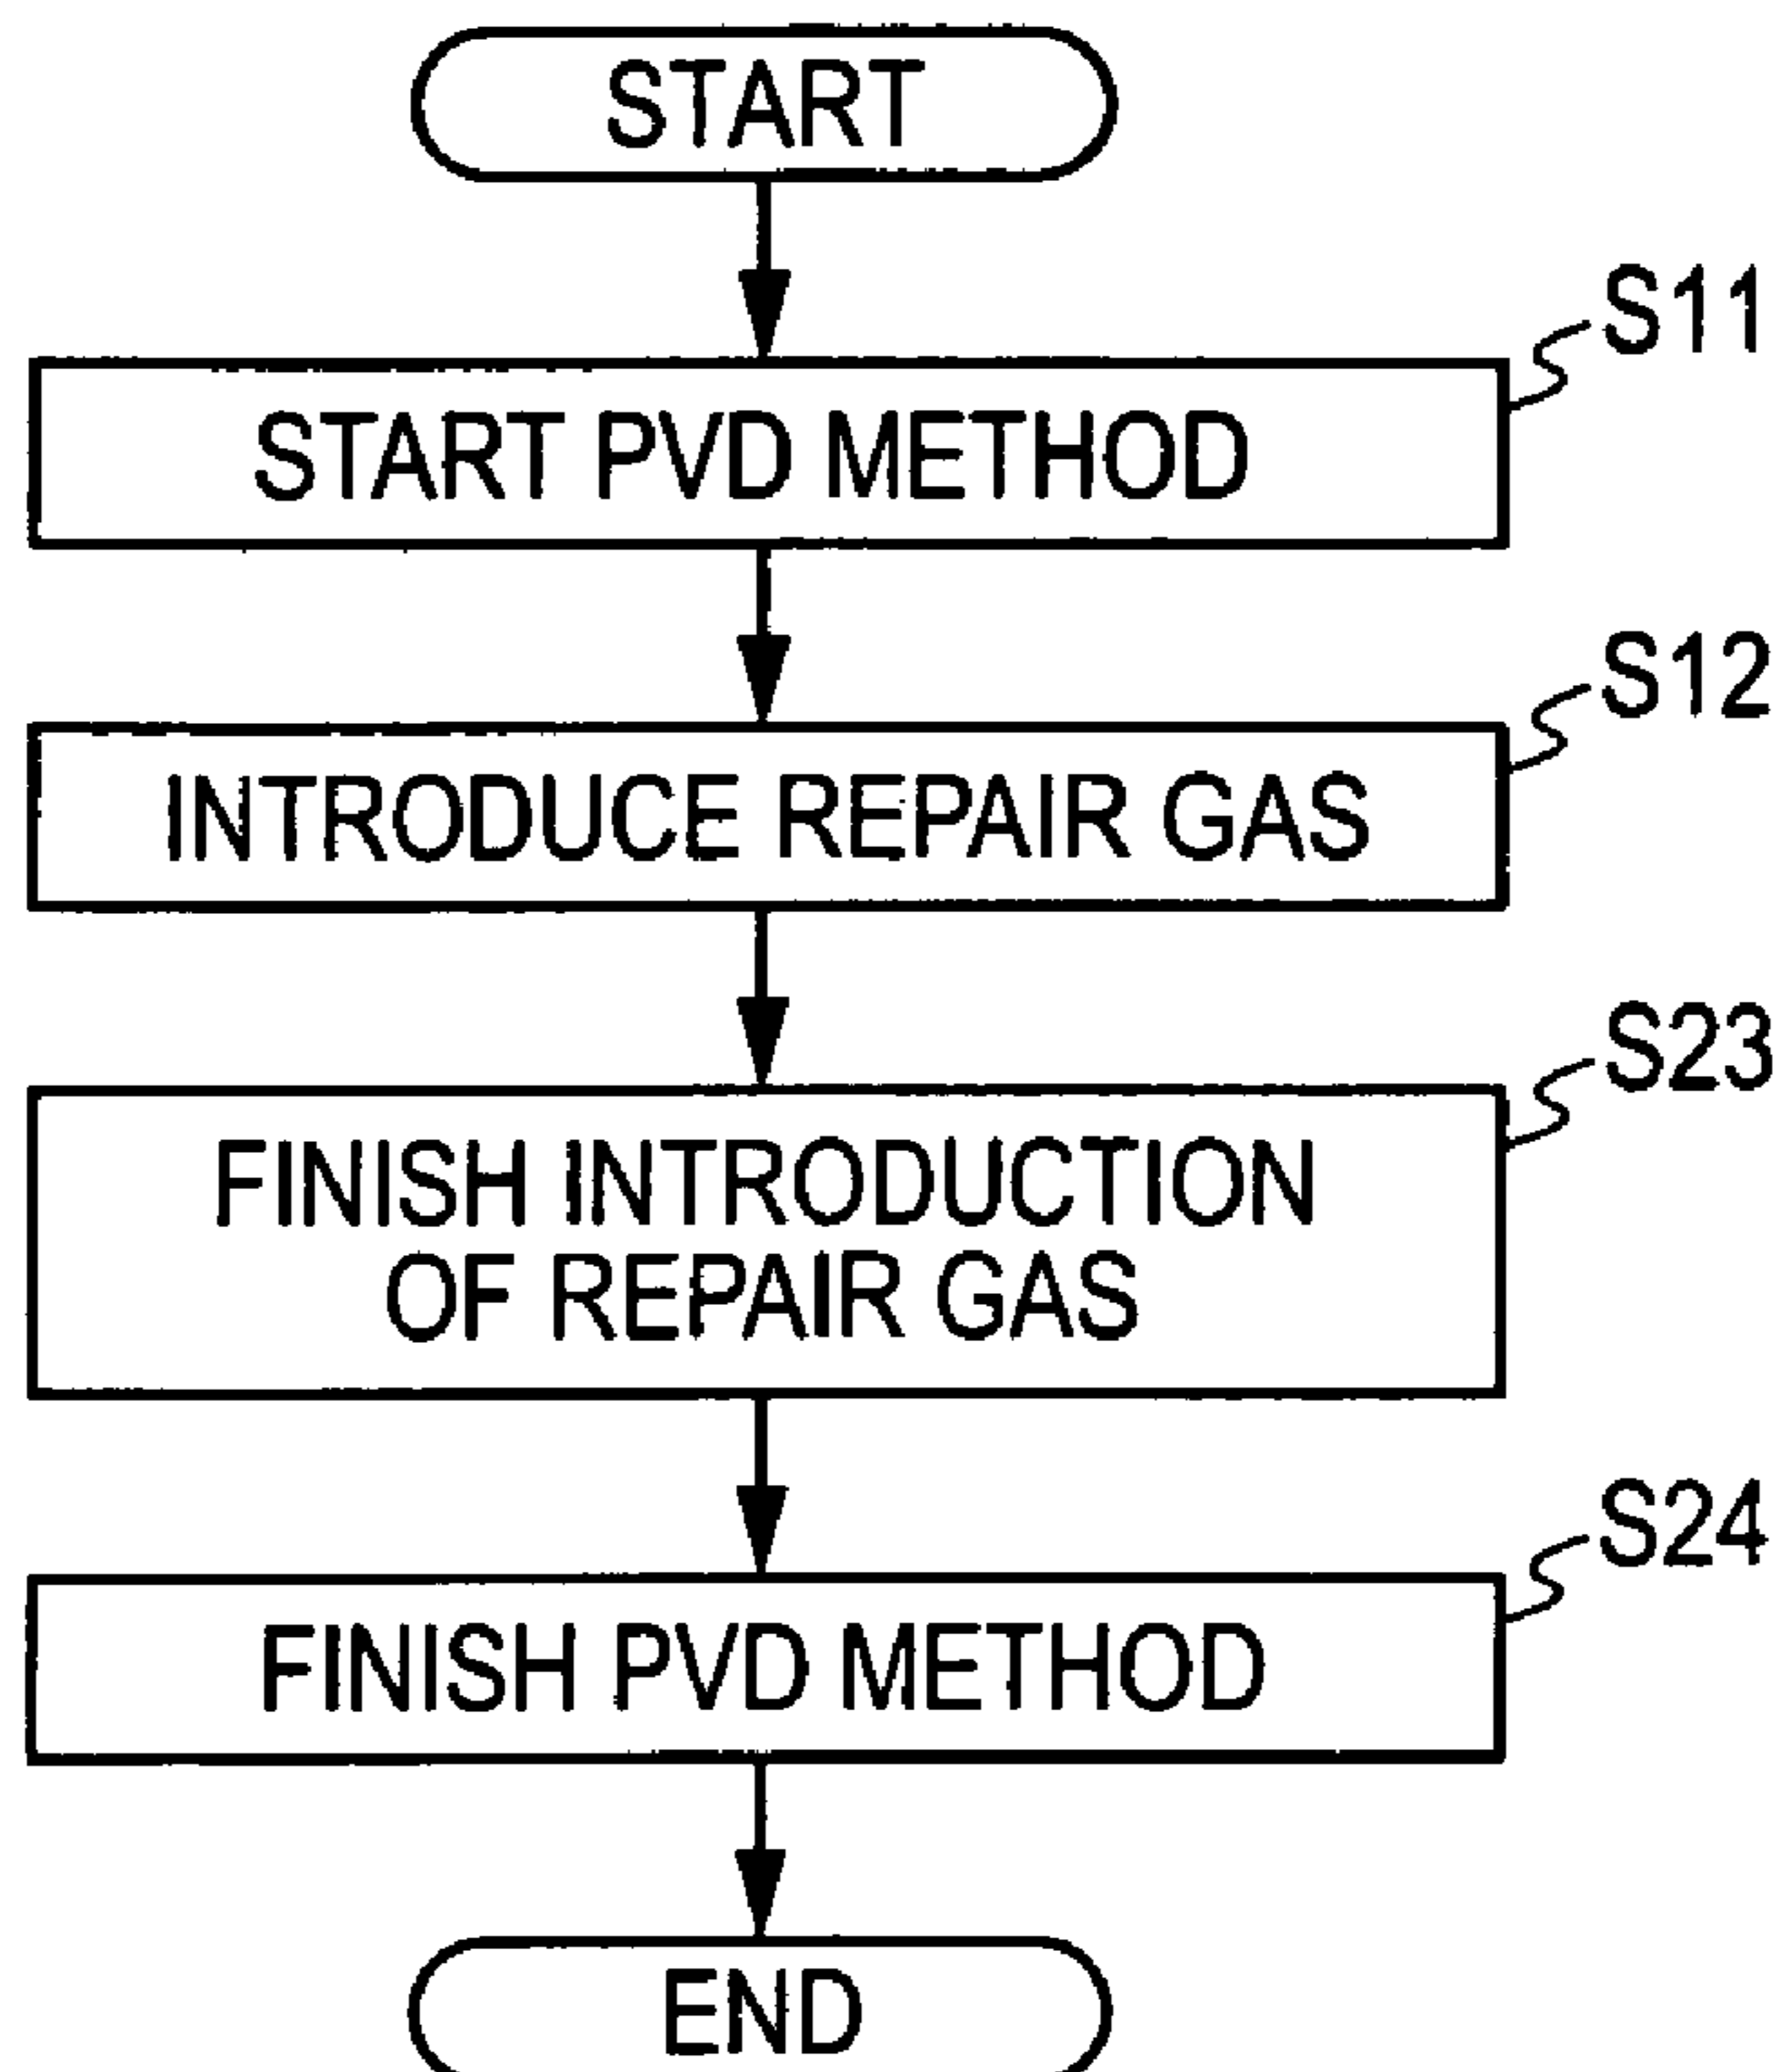 START
S11
START PVD METHOD
S12
INTRODUCE REPAIR GAS
S23
FINISH INTRODUCTION
OF REPAIR GAS
S24
FINISH PVD METHOD
END